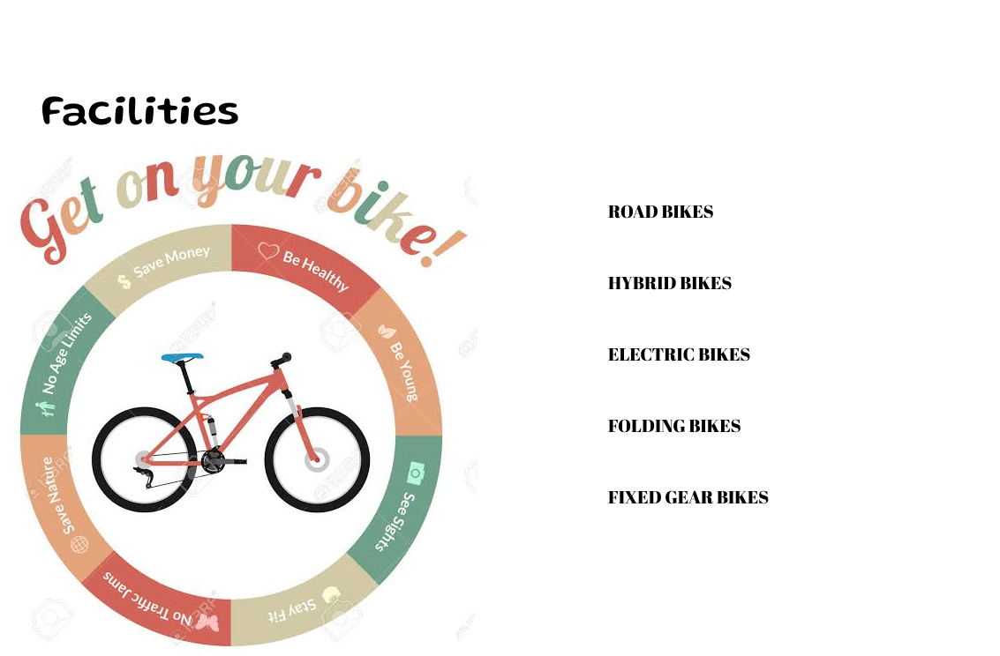 Facilities
Get on your bike!
Save Money
Be Healthy
Be Young
See Sights
Stay Fit
No Traffic Jams
Save Nature
No Age Limits
ROAD BIKES
HYBRID BIKES
ELECTRIC BIKES
FOLDING BIKES
FIXED GEAR BIKES